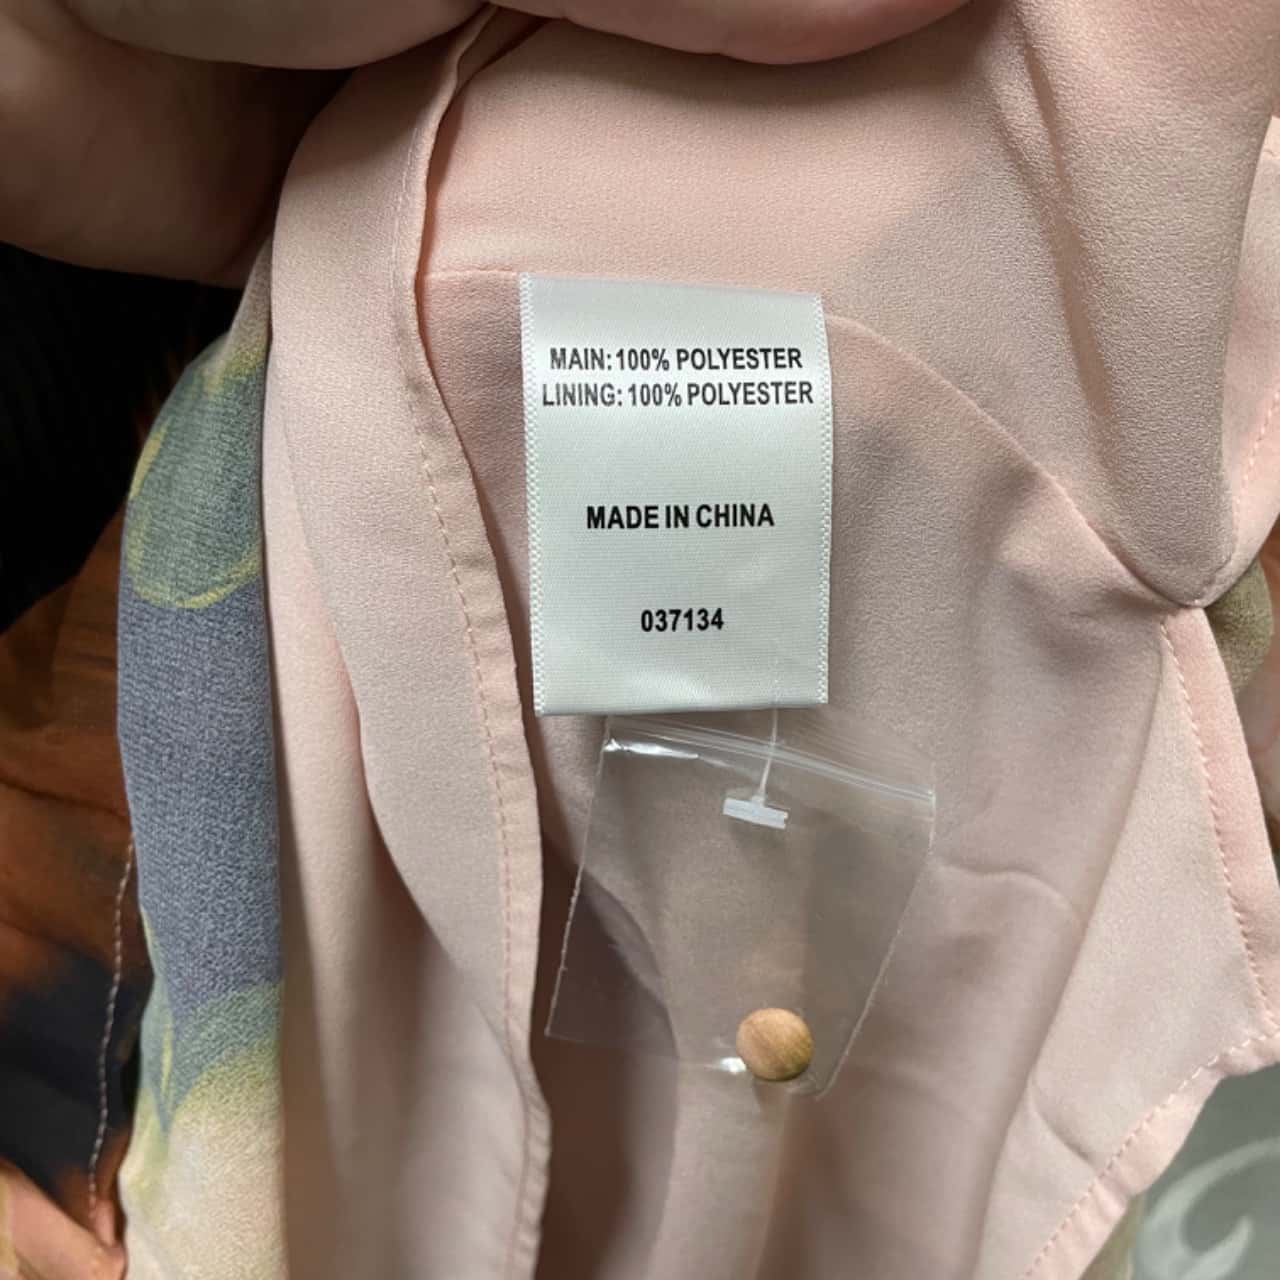 MAIN: 100% POLYESTER
LINING: 100% POLYESTER
MADE IN CHINA
037134